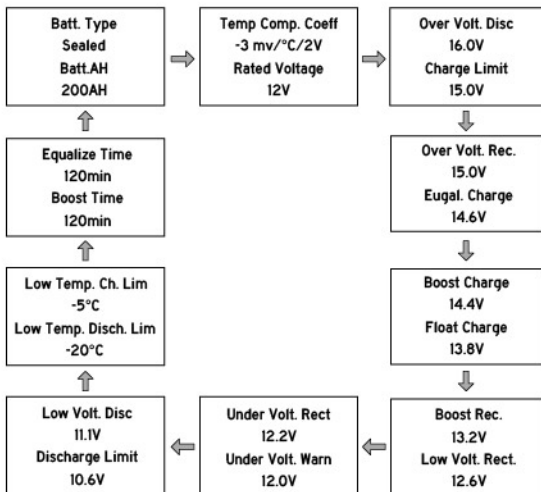 Batt. Type
Sealed
Batt.AH
200AH
Temp Comp. Coeff
-3 mv/°C/2V
Rated Voltage
12V
Over Volt. Disc
16.0V
Charge Limit
15.0V
Over Volt. Rec.
15.0V
Eugal. Charge
14.6V
Boost Charge
14.4V
Float Charge
13.8V
Boost Rec.
13.2V
Low Volt. Rect.
12.6V
Under Volt. Rect
12.2V
Under Volt. Warn
12.0V
Low Volt. Disc
11.1V
Discharge Limit
10.6V
Low Temp. Ch. Lim
-5°C
Low Temp. Disch. Lim
-20°C
Equalize Time
120min
Boost Time
120min